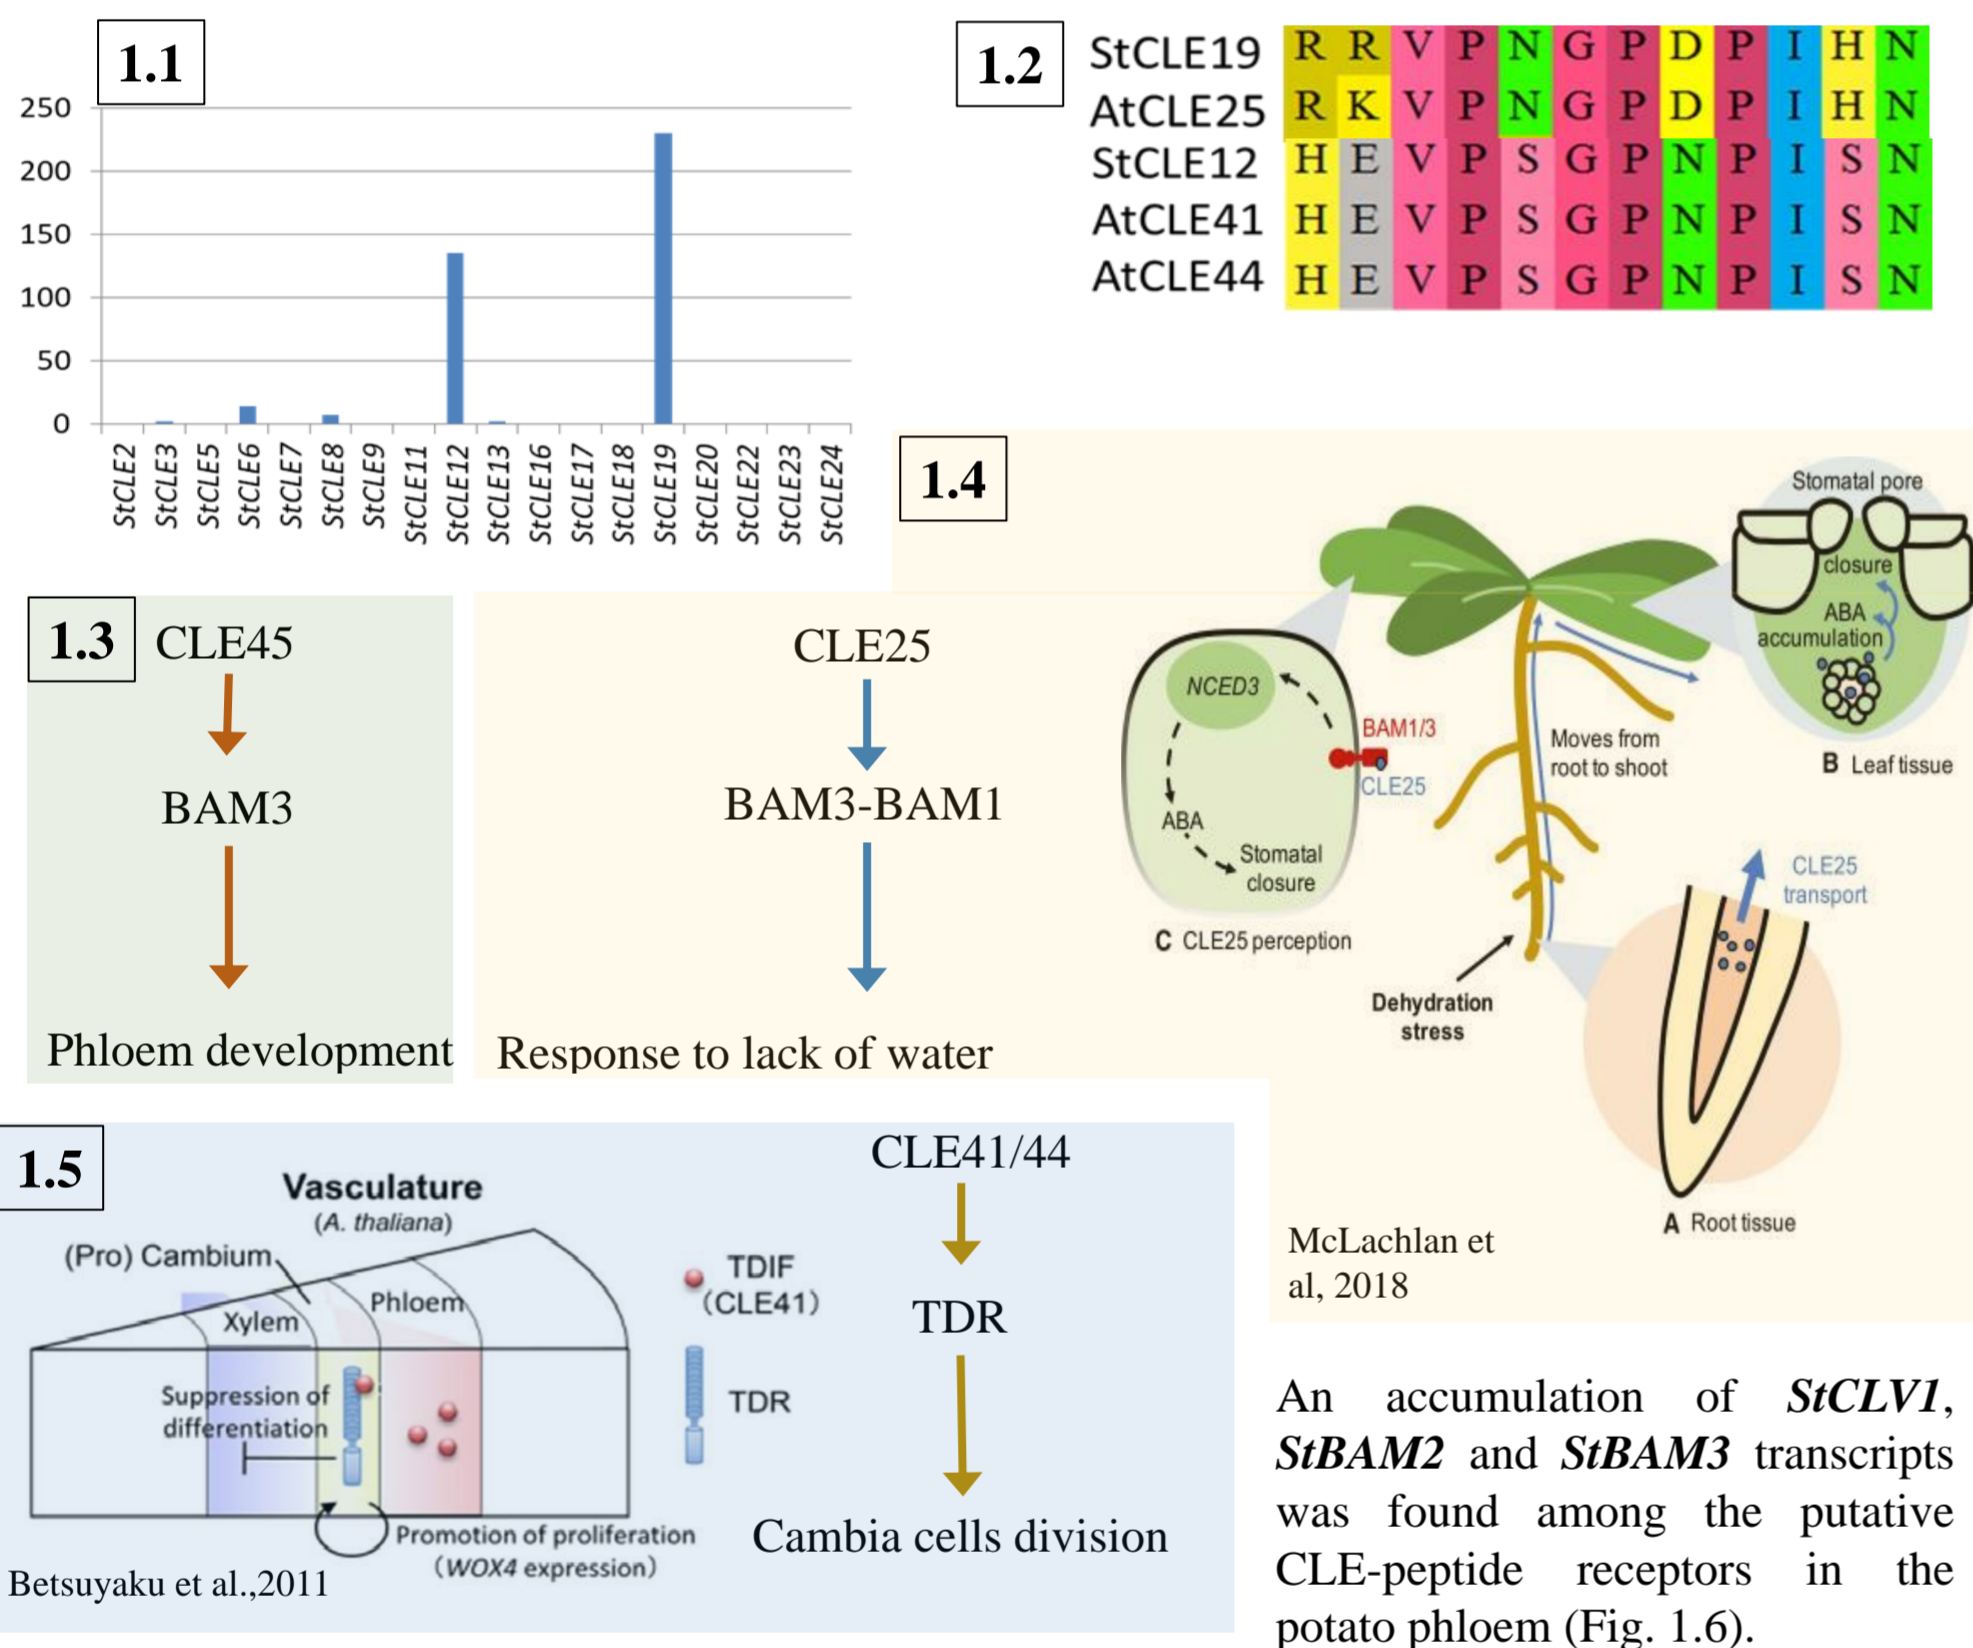 1.1
250
200
150
100
50
0
StCLE2
StCLE3
StCLE5
StCLE6
StCLE7
StCLE8
StCLE9
StCLE11
StCLE12
StCLE13
StCLE16
StCLE17
StCLE18
StCLE19
StCLE20
StCLE22
StCLE23
StCLE24
1.2
StCLE19 R R V P N G P D P I H N
AtCLE25 R K V P N G P D P I H N
StCLE12 H E V P S G P N P I S N
AtCLE41 H E V P S G P N P I S N
AtCLE44 H E V P S G P N P I S N
1.3
CLE45
BAM3
Phloem development
CLE25
BAM3-BAM1
Response to lack of water
1.4
Stomatal pore
closure
ABA
accumulation
B Leaf tissue
NCED3
BAM1/3
CLE25
ABA
Stomatal
closure
C CLE25 perception
Moves from
root to shoot
CLE25
transport
Dehydration
stress
A Root tissue
McLachlan et
al, 2018
1.5
Vasculature
(A. thaliana)
(Pro) Cambium
Xylem
Phloem
Suppression of
differentiation
Promotion of proliferation
(WOX4 expression)
TDIF
(CLE41)
TDR
Betsuyaku et al.,2011
CLE41/44
TDR
Cambia cells division
An accumulation of StCLV1,
StBAM2 and StBAM3 transcripts
was found among the putative
CLE-peptide receptors in the
potato phloem (Fig. 1.6).